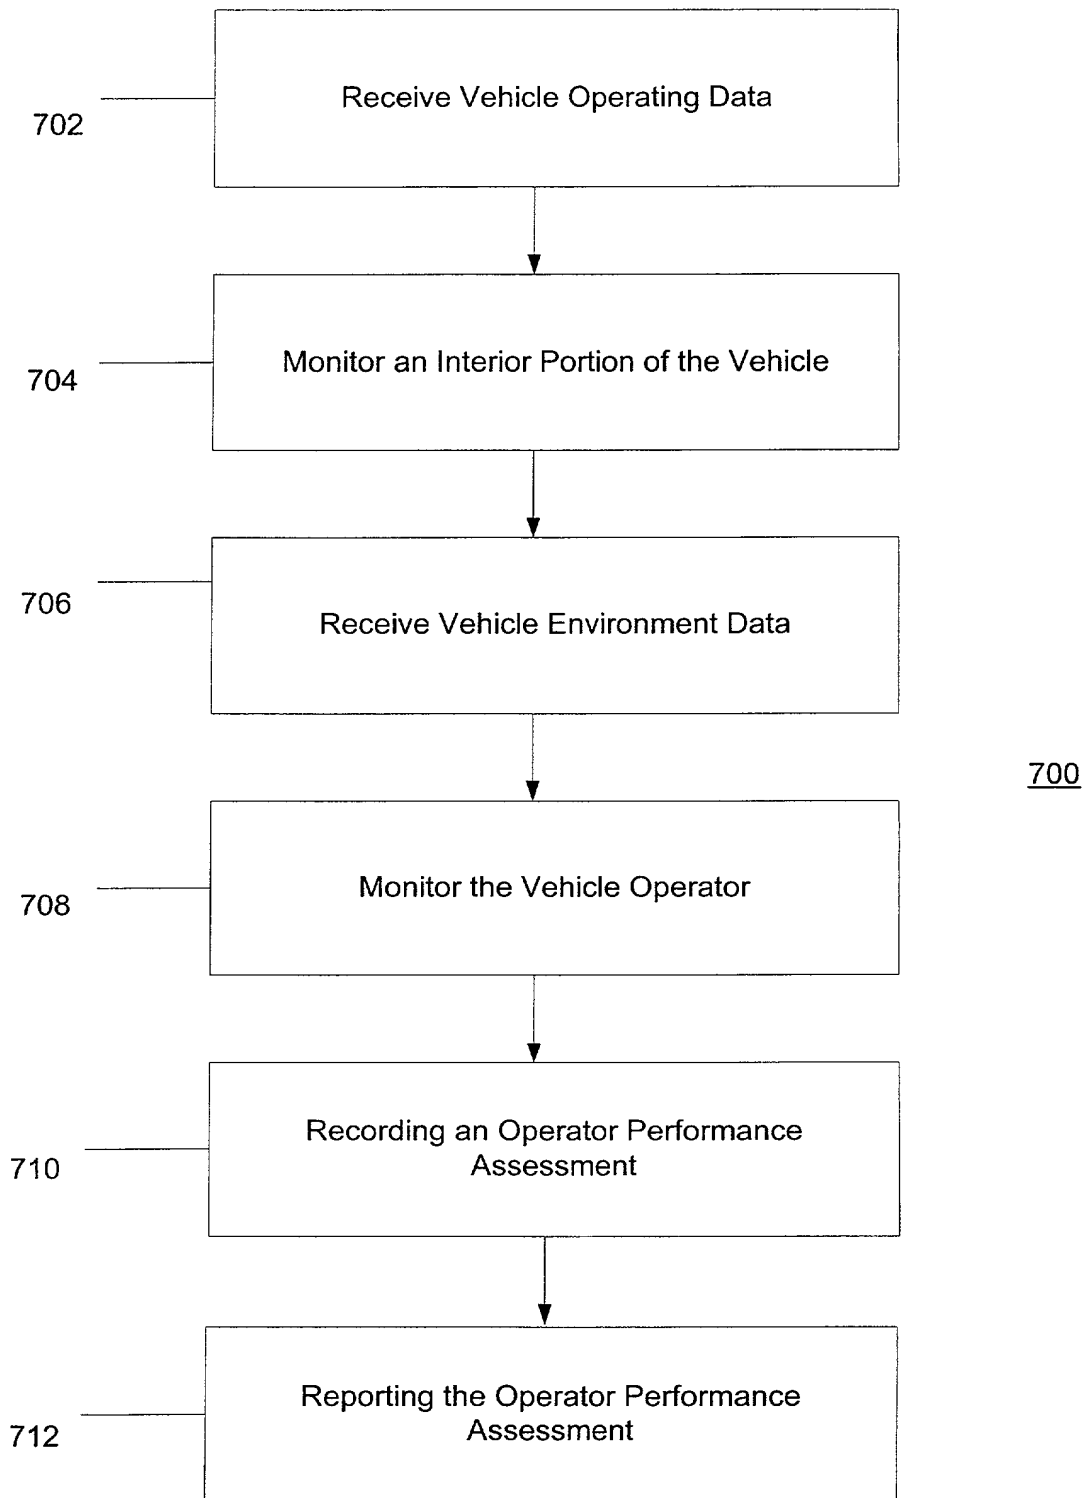 Receive Vehicle Operating Data
702
Monitor an Interior Portion of the Vehicle
704
Receive Vehicle Environment Data
706
700
Monitor the Vehicle Operator
708
Recording an Operator Performance
Assessment
710
Reporting the Operator Performance
Assessment
712